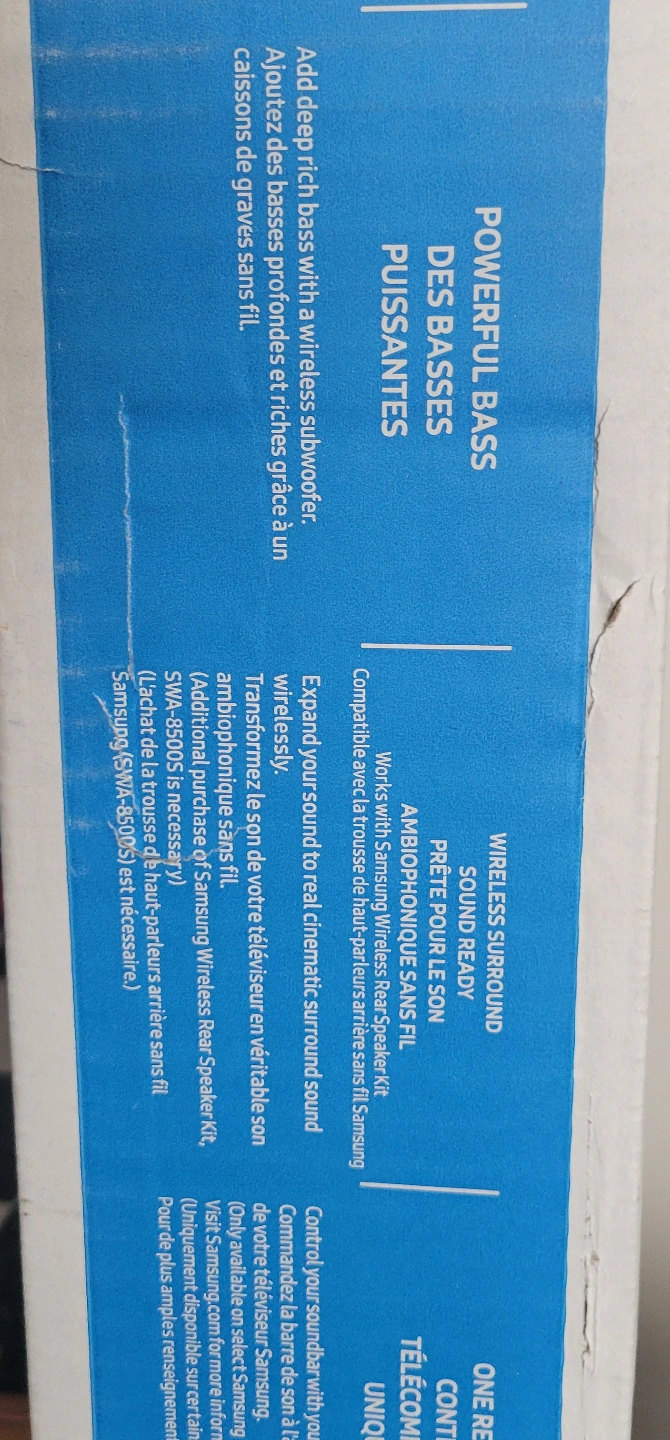 POWERFUL BASS
DES BASSES
PUISSANTES
Add deep rich bass with a wireless subwoofer.
Ajoutez des basses profondes et riches grâce à un
caissons de graves sans fil.
WIRELESS SURROUND
SOUND READY
PRÊTE POUR LE SON
AMBIOPHONIQUE SANS FIL
Works with Samsung Wireless Rear Speaker Kit
Compatible avec la trousse de haut-parleurs arrière sans fil Samsung
Expand your sound to real cinematic surround sound
wirelessly.
Transformez le son de votre téléviseur en véritable son
ambiophonique sans fil.
(Additional purchase of Samsung Wireless Rear Speaker Kit,
SWA-8500S is necessary)
(L'achat de la trousse de haut-parleurs arrière sans fil
Samsung (SWA-8500S) est nécessaire.)
ONE RE
CONT
TÉLÉCOM
UNIQ
Control your soundbar with you
Commandez la barre de son à l'a
de votre téléviseur Samsung.
(Only available on select Samsung
Visit Samsung.com for more inforn
(Uniquement disponible sur certain
Pour de plus amples renseignement